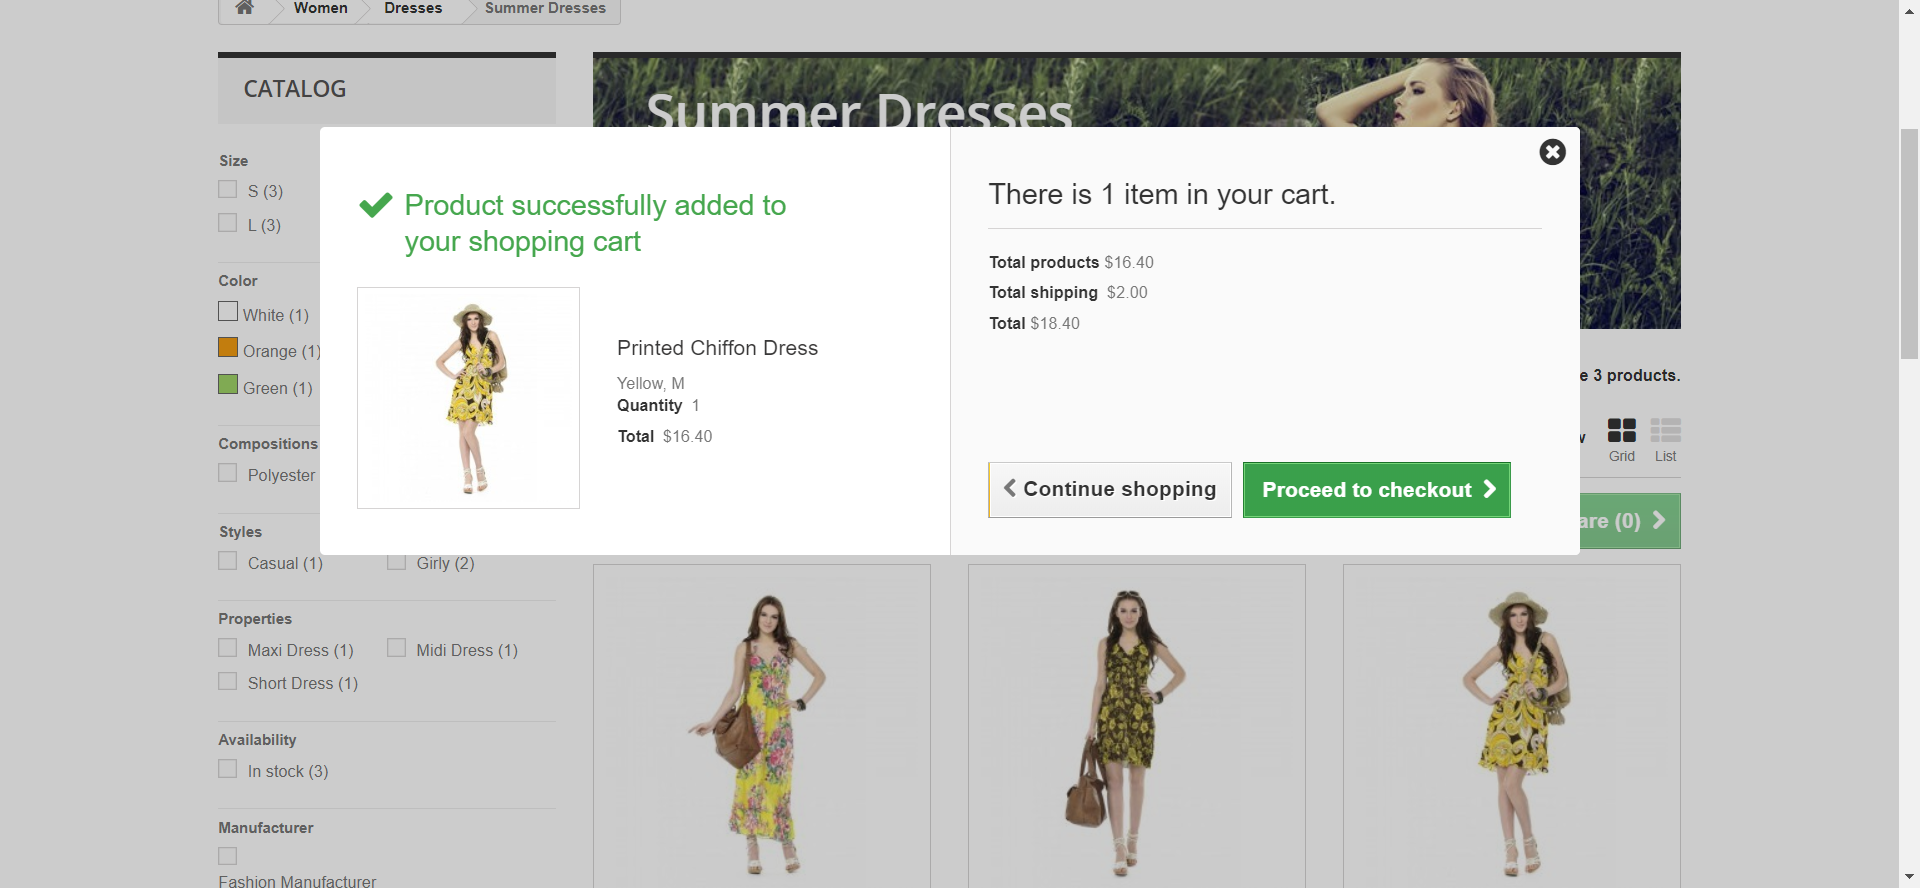 Women
Dresses
Summer Dresses
CATALOG
Size
S (3)
L (3)
Color
White (1)
Orange (1)
Green (1)
Compositions
Polyester
Styles
Casual (1)
Girly (2)
Properties
Maxi Dress (1)
Midi Dress (1)
Short Dress (1)
Availability
In stock (3)
Manufacturer
Fashion Manufacturer
Summer Dresses
Product successfully added to
your shopping cart
Printed Chiffon Dress
Yellow, M
Quantity 1
Total $16.40
There is 1 item in your cart.
Total products $16.40
Total shipping $2.00
Total $18.40
Continue shopping
Proceed to checkout
3 products.
Grid
List
(0)